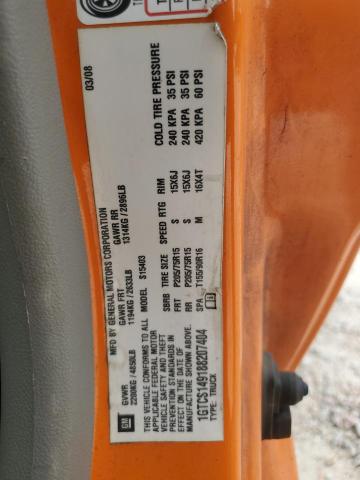 MFD BY GENERAL MOTORS CORPORATION 03/08
GM GVWR GAWR FRT GAWR RR
2200KG / 4850LB 1194KG / 2633LB 1314KG / 2896LB
THIS VEHICLE CONFORMS TO ALL MODEL S15403
APPLICABLE FEDERAL MOTOR
VEHICLE SAFETY AND THEFT
PREVENTION STANDARDS IN
EFFECT ON THE DATE OF
MANUFACTURE SHOWN ABOVE.
1GTCS149188207404
TYPE: TRUCK
SBRB TIRE SIZE SPEED RTG RIM COLD TIRE PRESSURE
FRT P205/75R15 S 15X6J 240 KPA 35 PSI
RR P205/75R15 S 15X6J 240 KPA 35 PSI
SPA T155/90R16 M 16X4T 420 KPA 60 PSI